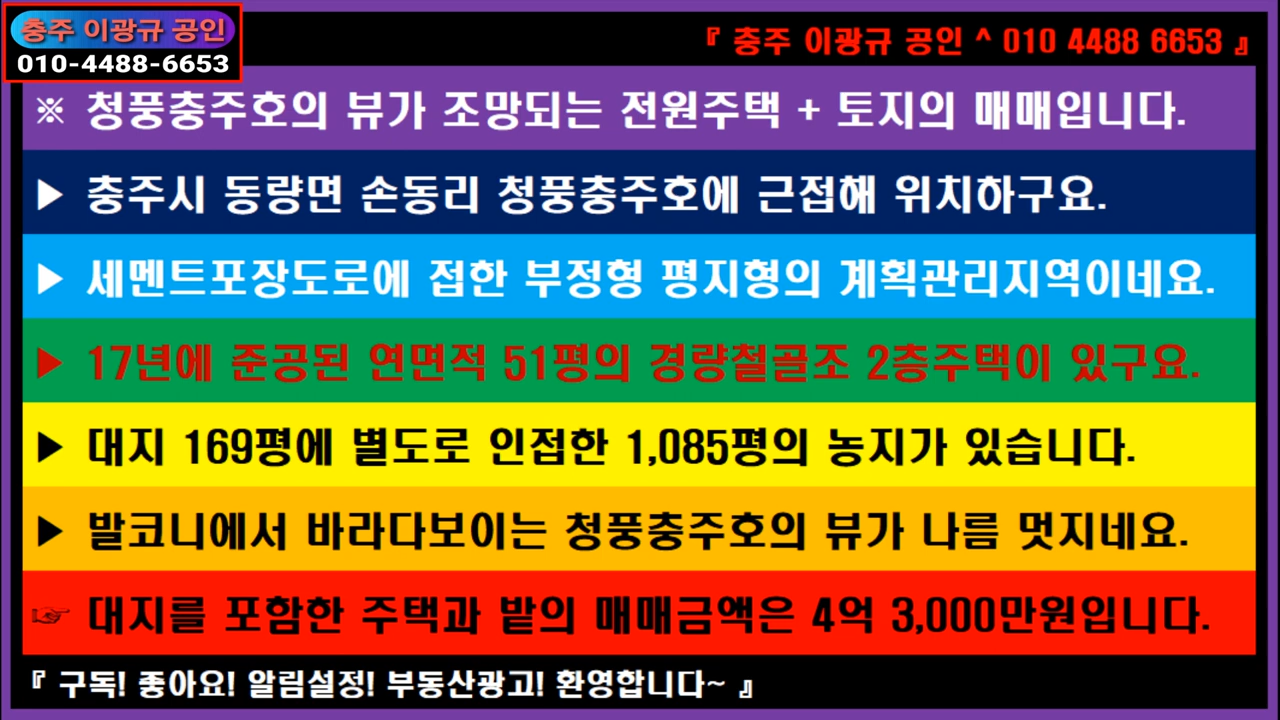 충주 이광규 공인
010-4488-6653
『 충주 이광규 공인 ^ 010 4488 6653 』
※ 청풍충주호의 뷰가 조망되는 전원주택 + 토지의 매매입니다.
▶ 충주시 동량면 손동리 청풍충주호에 근접해 위치하구요.
▶ 세멘트포장도로에 접한 부정형 평지형의 계획관리지역이네요.
▶ 17년에 준공된 연면적 51평의 경량철골조 2층주택이 있구요.
▶ 대지 169평에 별도로 인접한 1,085평의 농지가 있습니다.
▶ 발코니에서 바라다보이는 청풍충주호의 뷰가 나름 멋지네요.
☞ 대지를 포함한 주택과 밭의 매매금액은 4억 3,000만원입니다.
『 구독! 좋아요! 알림설정! 부동산광고! 환영합니다~ 』